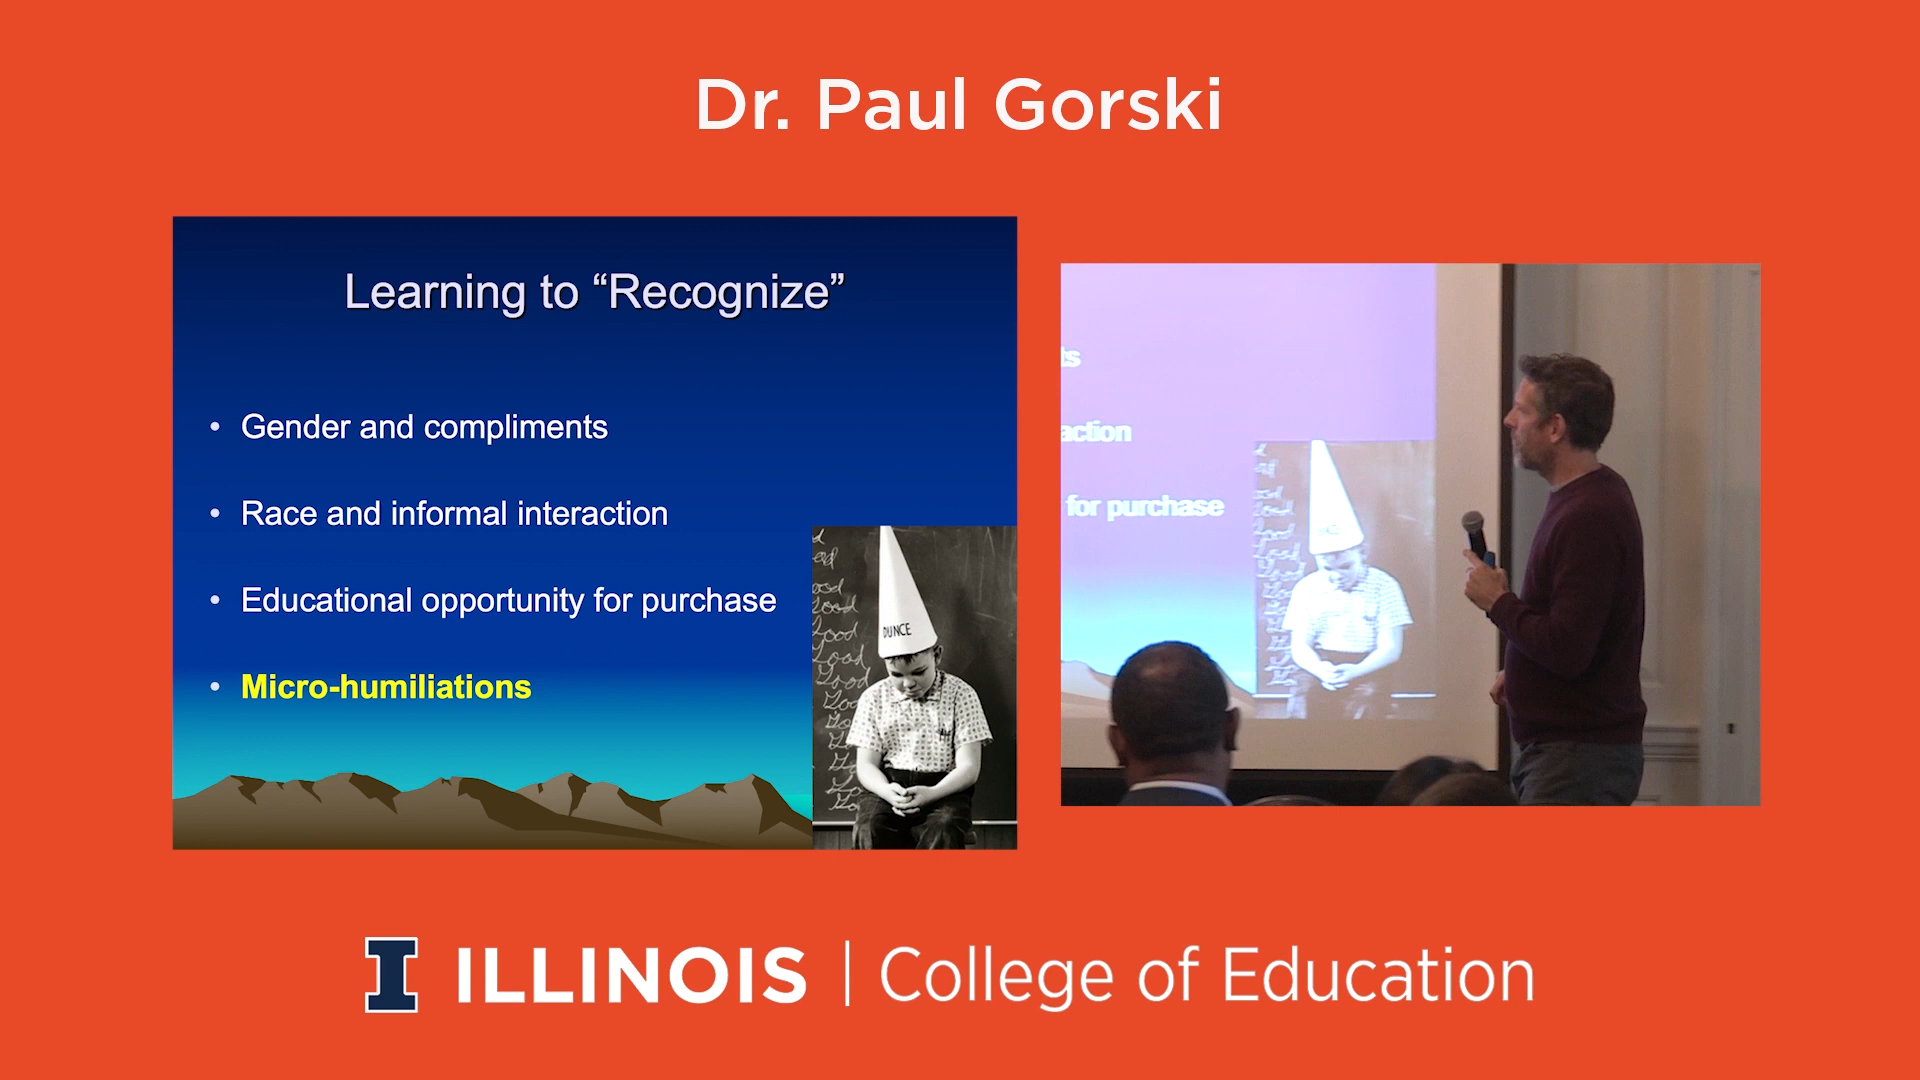 Dr. Paul Gorski
Learning to “Recognize”
• Gender and compliments
• Race and informal interaction
• Educational opportunity for purchase
• Micro-humiliations
DUNCE
ts
action
for purchase
I ILLINOIS | College of Education